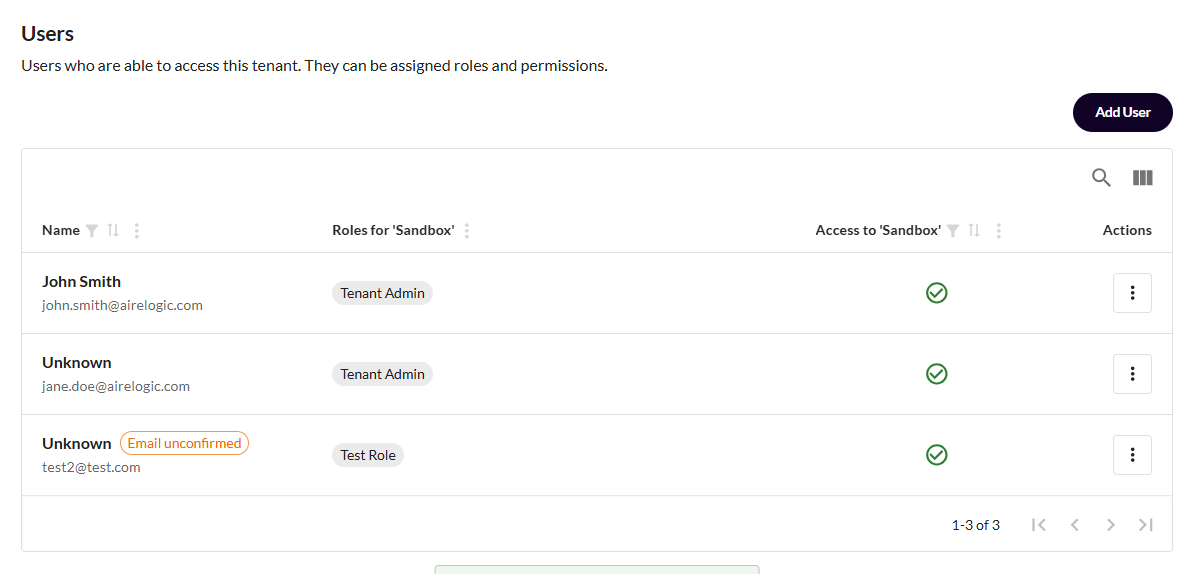 Users
Users who are able to access this tenant. They can be assigned roles and permissions.
Add User
Name Roles for 'Sandbox' Access to 'Sandbox' Actions
John Smith
john.smith@airelogic.com
Tenant Admin
Unknown
jane.doe@airelogic.com
Tenant Admin
Unknown Email unconfirmed
test2@test.com
Test Role
1-3 of 3